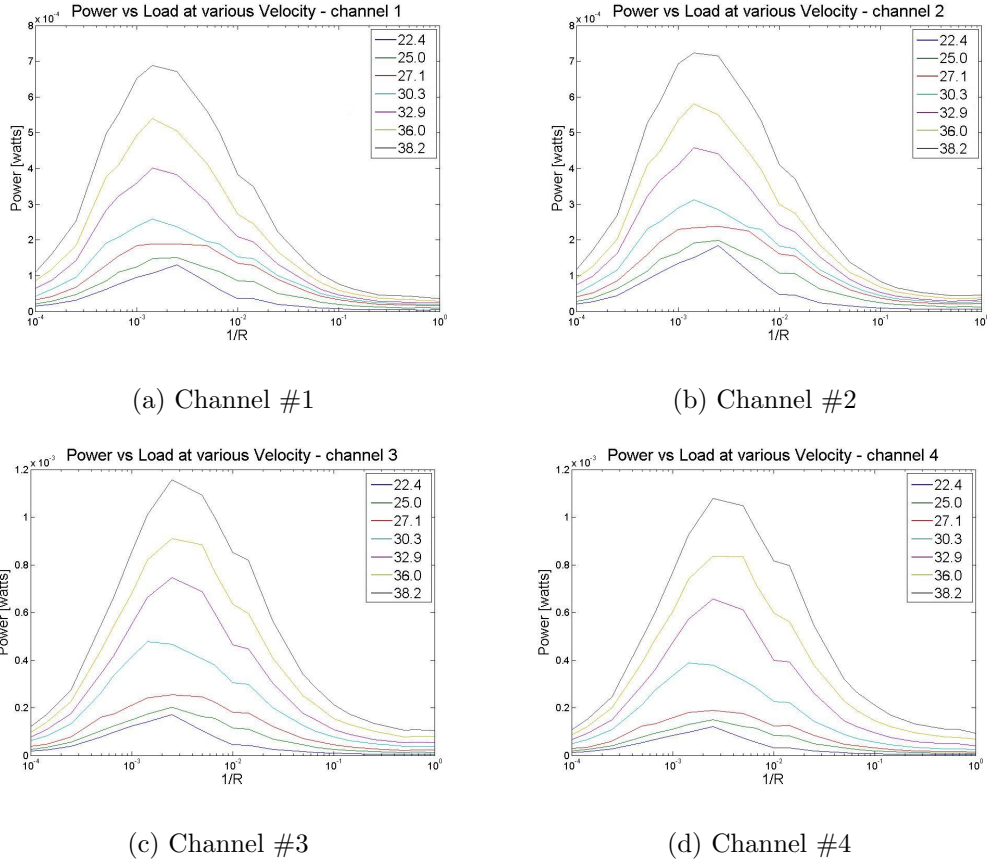 Power vs Load at various Velocity - channel 1
x 10⁻⁴
8
7
6
5
4
3
2
1
0
Power [watts]
10⁻⁴ 10⁻³ 10⁻² 10⁻¹ 10⁰
1/R
22.4
25.0
27.1
30.3
32.9
36.0
38.2
(a) Channel #1
Power vs Load at various Velocity - channel 2
x 10⁻⁴
8
7
6
5
4
3
2
1
0
Power [watts]
10⁻⁴ 10⁻³ 10⁻² 10⁻¹ 10⁰
1/R
22.4
25.0
27.1
30.3
32.9
36.0
38.2
(b) Channel #2
Power vs Load at various Velocity - channel 3
x 10⁻³
1.2
1
0.8
0.6
0.4
0.2
0
Power [watts]
10⁻⁴ 10⁻³ 10⁻² 10⁻¹ 10⁰
1/R
22.4
25.0
27.1
30.3
32.9
36.0
38.2
(c) Channel #3
Power vs Load at various Velocity - channel 4
x 10⁻³
1.2
1
0.8
0.6
0.4
0.2
0
Power [watts]
10⁻⁴ 10⁻³ 10⁻² 10⁻¹ 10⁰
1/R
22.4
25.0
27.1
30.3
32.9
36.0
38.2
(d) Channel #4